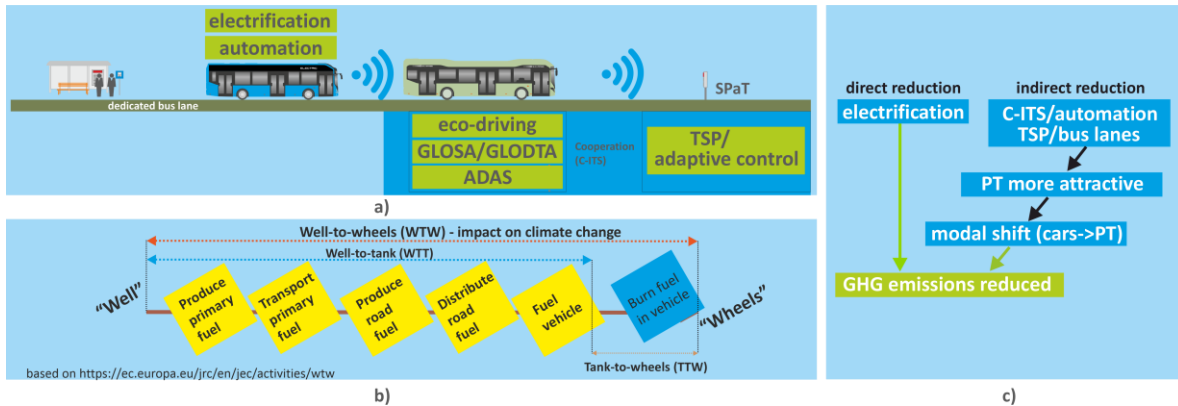 electrification
automation
dedicated bus lane
SPaT
eco-driving
GLOSA/GLODTA
ADAS
Cooperation
(C-ITS)
TSP/
adaptive control
a)
Well-to-wheels (WTW) - impact on climate change
Well-to-tank (WTT)
"Well"
Produce
primary
fuel
Transport
primary
fuel
Produce
road
fuel
Distribute
road
fuel
Fuel
vehicle
Burn fuel
in vehicle
"Wheels"
Tank-to-wheels (TTW)
based on https://ec.europa.eu/jrc/en/jec/activities/wtw
b)
direct reduction
electrification
indirect reduction
C-ITS/automation
TSP/bus lanes
PT more attractive
modal shift (cars->PT)
GHG emissions reduced
c)